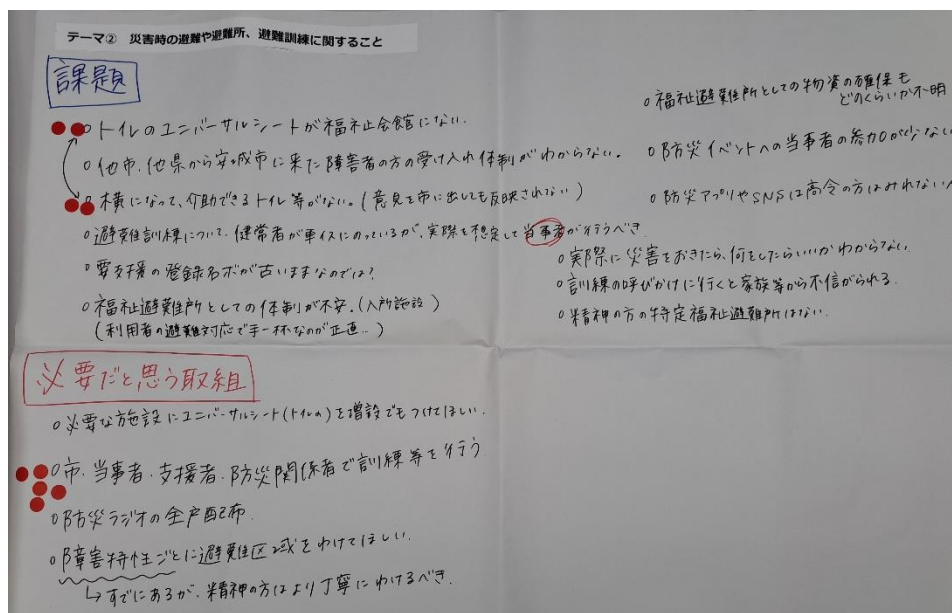 テーマ② 災害時の避難や避難所、避難訓練に関すること
課題
○トイレのユニバーサルシートが福祉会館にない.
○他市.他県から安城市に来た障害者の方の受け入れ体制がわからない。
○横になって、介助できるトイレ等がない。(意見を市に出しても反映されない)
○避難訓練について.健常者が車イスにのっているが、実際を想定して当事者が行うべき.
○要支援の登録名ボが古いままなのでは?
○福祉避難所としての体制が不安.(入所施設)
(利用者の避難対応で手一杯なのが正直…)
○福祉避難所としての物資の確保も
どのくらいか不明
○防災イベントへの当事者の参加が少ない
○防災アプリやSNSは高令の方はみれない
○実際に災害をおきたら、何をしたらいいかわからない.
○訓練の呼びかけに行くと家族等から不信がられる.
○精神の方の特定福祉避難所はない.
必要だと思う取組
○必要な施設にユニバーサルシート(トイレの)を増設でもつけてほしい.
○市.当事者.支援者.防災関係者で訓練等を行う
○防災ラジオの全戸配布.
○障害特性ごとに避難区域をわけてほしい.
↳すでにあるが、精神の方はより丁寧にわけるべき.